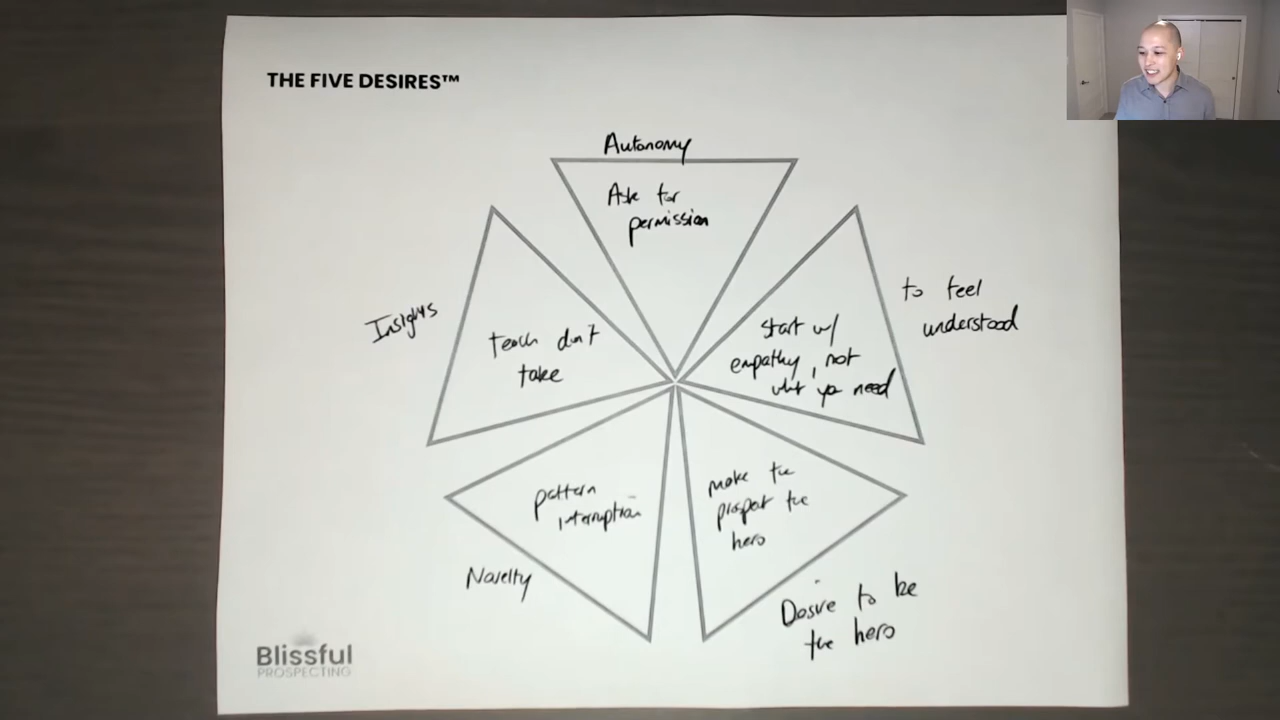 THE FIVE DESIRES™
Autonomy
Ask for
permission
to feel
understood
start w/
empathy, not
what you need
make the
prospect the
hero
Desire to be
the hero
pattern
interruption
Novelty
Insights
teach don't
take
Blissful
PROSPECTING